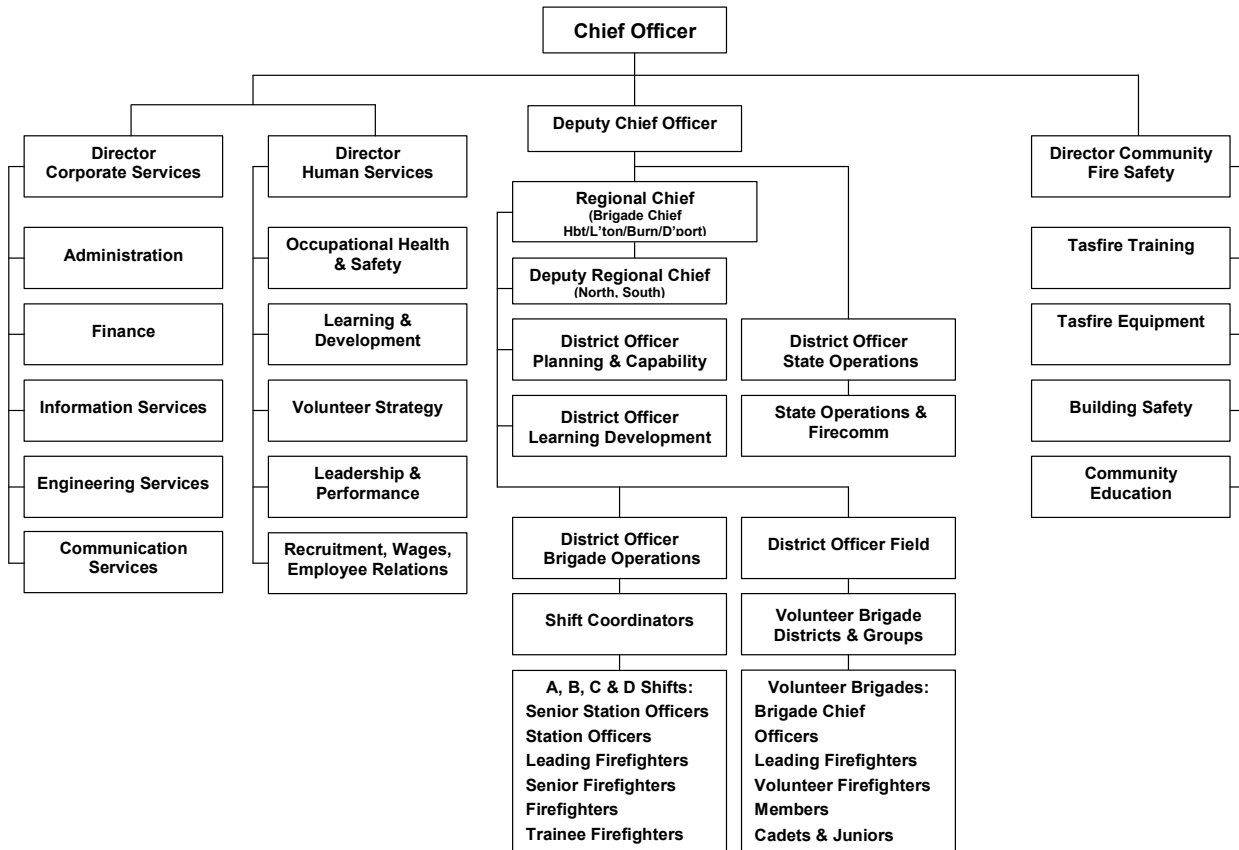 Chief Officer
Deputy Chief Officer
Director
Corporate Services
Administration
Finance
Information Services
Engineering Services
Communication
Services
Director
Human Services
Occupational Health
& Safety
Learning &
Development
Volunteer Strategy
Leadership &
Performance
Recruitment, Wages,
Employee Relations
Regional Chief
(Brigade Chief
Hbt/L'ton/Burn/D'port)
Deputy Regional Chief
(North, South)
District Officer
Planning & Capability
District Officer
Learning Development
District Officer
State Operations
State Operations &
Firecomm
District Officer
Brigade Operations
Shift Coordinators
A, B, C & D Shifts:
Senior Station Officers
Station Officers
Leading Firefighters
Senior Firefighters
Firefighters
Trainee Firefighters
District Officer Field
Volunteer Brigade
Districts & Groups
Volunteer Brigades:
Brigade Chief
Officers
Leading Firefighters
Volunteer Firefighters
Members
Cadets & Juniors
Director Community
Fire Safety
Tasfire Training
Tasfire Equipment
Building Safety
Community
Education